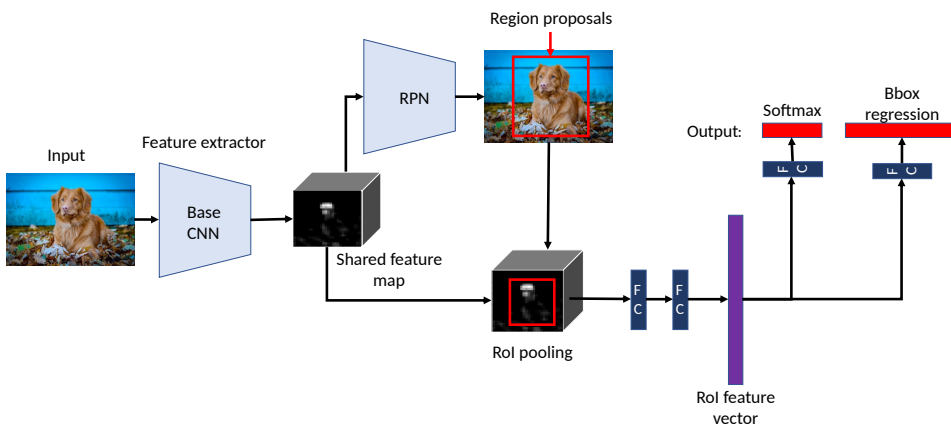 Region proposals
RPN
Input
Feature extractor
Base
CNN
Shared feature
map
RoI pooling
F
C
F
C
RoI feature
vector
Output:
Softmax
F
C
Bbox
regression
F
C